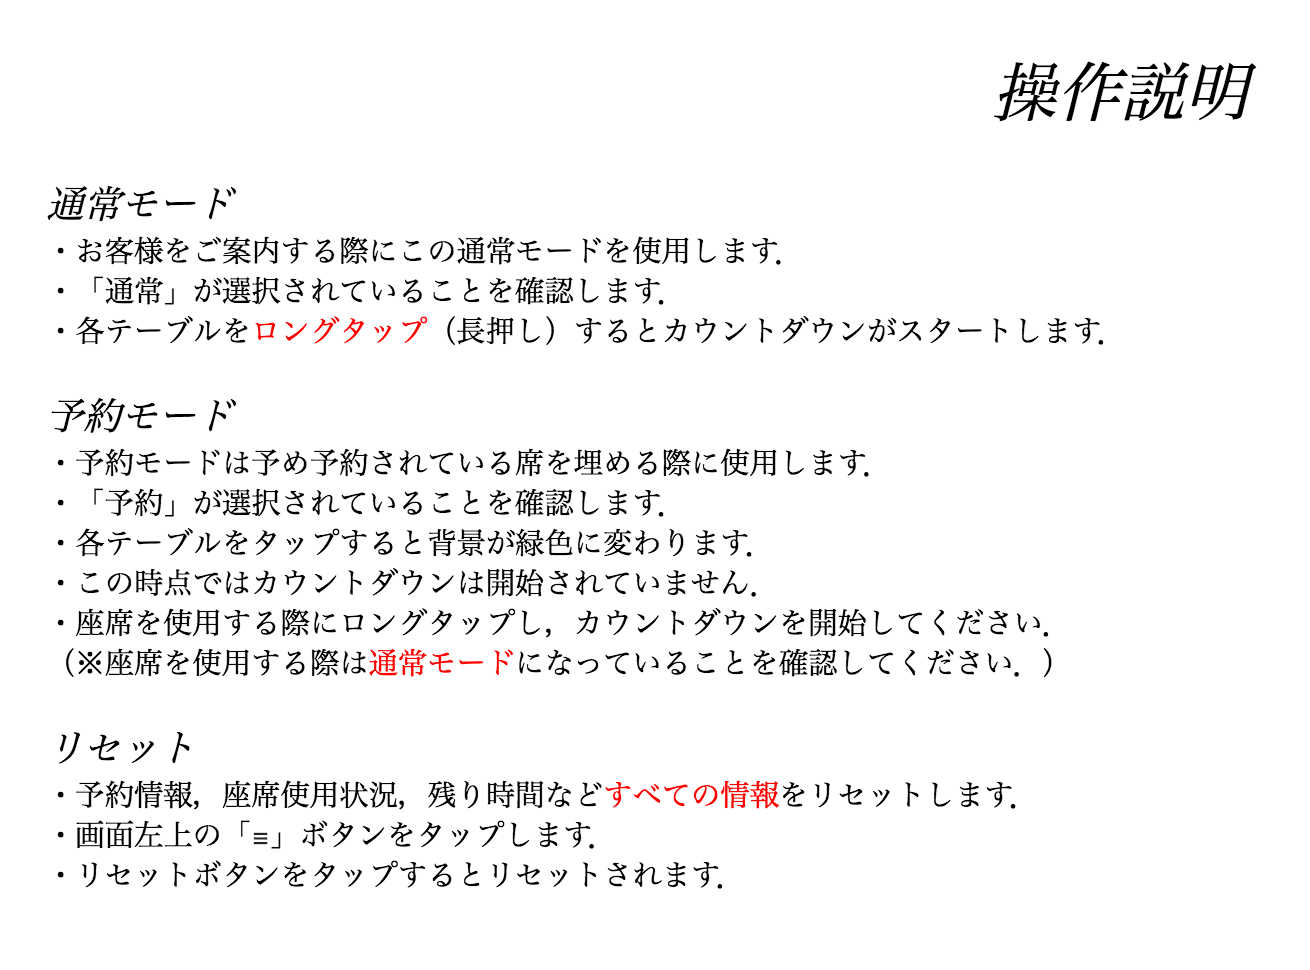 操作説明
通常モード
・お客様をご案内する際にこの通常モードを使用します．
・「通常」が選択されていることを確認します．
・各テーブルをロングタップ（長押し）するとカウントダウンがスタートします．
予約モード
・予約モードは予め予約されている席を埋める際に使用します．
・「予約」が選択されていることを確認します．
・各テーブルをタップすると背景が緑色に変わります．
・この時点ではカウントダウンは開始されていません．
・座席を使用する際にロングタップし，カウントダウンを開始してください．
（※座席を使用する際は通常モードになっていることを確認してください．）
リセット
・予約情報，座席使用状況，残り時間などすべての情報をリセットします．
・画面左上の「≡」ボタンをタップします．
・リセットボタンをタップするとリセットされます．